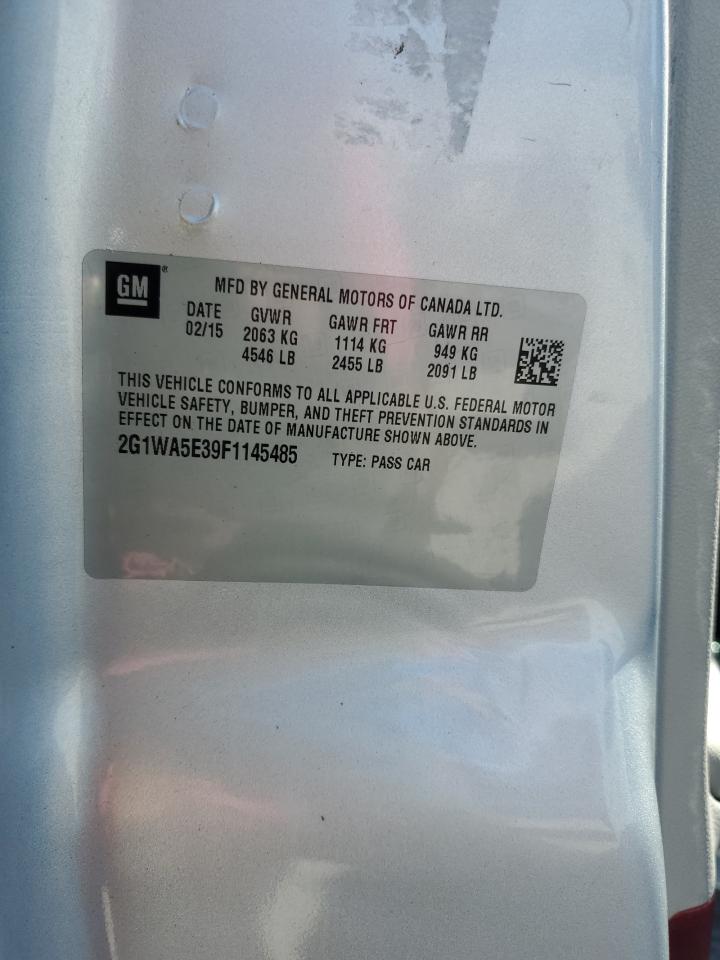 GM ®
MFD BY GENERAL MOTORS OF CANADA LTD.
DATE GVWR GAWR FRT GAWR RR
02/15 2063 KG 1114 KG 949 KG
4546 LB 2455 LB 2091 LB
THIS VEHICLE CONFORMS TO ALL APPLICABLE U.S. FEDERAL MOTOR
VEHICLE SAFETY, BUMPER, AND THEFT PREVENTION STANDARDS IN
EFFECT ON THE DATE OF MANUFACTURE SHOWN ABOVE.
2G1WA5E39F1145485 TYPE: PASS CAR